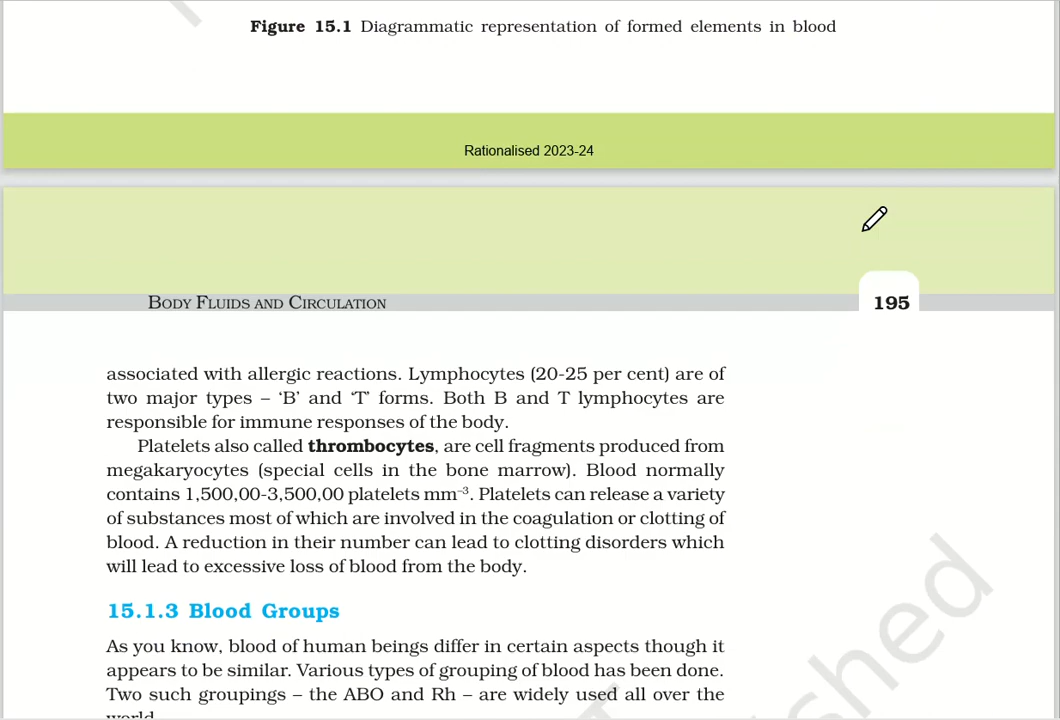 Figure 15.1 Diagrammatic representation of formed elements in blood
Rationalised 2023-24
BODY FLUIDS AND CIRCULATION
195
associated with allergic reactions. Lymphocytes (20-25 per cent) are of
two major types – ‘B’ and ‘T’ forms. Both B and T lymphocytes are
responsible for immune responses of the body.
Platelets also called thrombocytes, are cell fragments produced from
megakaryocytes (special cells in the bone marrow). Blood normally
contains 1,500,00-3,500,00 platelets mm⁻³. Platelets can release a variety
of substances most of which are involved in the coagulation or clotting of
blood. A reduction in their number can lead to clotting disorders which
will lead to excessive loss of blood from the body.
15.1.3 Blood Groups
As you know, blood of human beings differ in certain aspects though it
appears to be similar. Various types of grouping of blood has been done.
Two such groupings – the ABO and Rh – are widely used all over the
world.